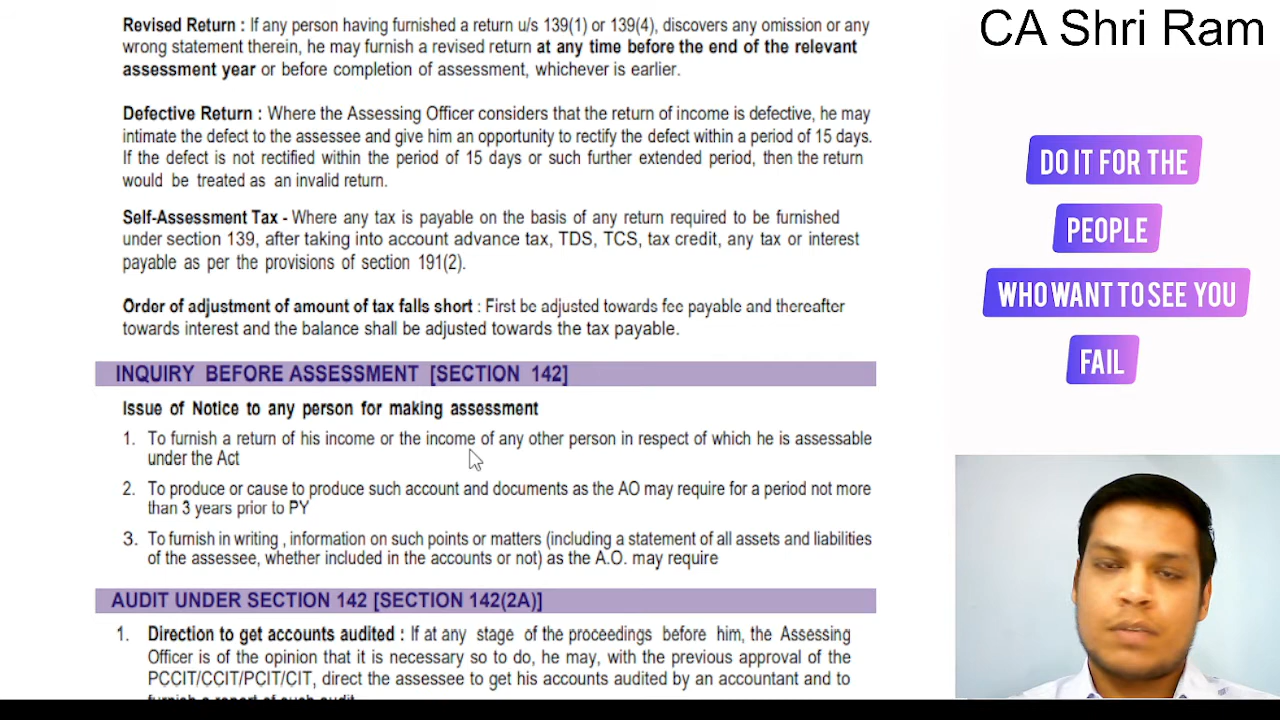 Revised Return : If any person having furnished a return u/s 139(1) or 139(4), discovers any omission or any
wrong statement therein, he may furnish a revised return at any time before the end of the relevant
assessment year or before completion of assessment, whichever is earlier.
Defective Return : Where the Assessing Officer considers that the return of income is defective, he may
intimate the defect to the assessee and give him an opportunity to rectify the defect within a period of 15 days.
If the defect is not rectified within the period of 15 days or such further extended period, then the return
would be treated as an invalid return.
Self-Assessment Tax - Where any tax is payable on the basis of any return required to be furnished
under section 139, after taking into account advance tax, TDS, TCS, tax credit, any tax or interest
payable as per the provisions of section 191(2).
Order of adjustment of amount of tax falls short : First be adjusted towards fee payable and thereafter
towards interest and the balance shall be adjusted towards the tax payable.
INQUIRY BEFORE ASSESSMENT [SECTION 142]
Issue of Notice to any person for making assessment
1. To furnish a return of his income or the income of any other person in respect of which he is assessable
under the Act
2. To produce or cause to produce such account and documents as the AO may require for a period not more
than 3 years prior to PY
3. To furnish in writing , information on such points or matters (including a statement of all assets and liabilities
of the assessee, whether included in the accounts or not) as the A.O. may require
AUDIT UNDER SECTION 142 [SECTION 142(2A)]
1. Direction to get accounts audited : If at any stage of the proceedings before him, the Assessing
Officer is of the opinion that it is necessary so to do, he may, with the previous approval of the
PCCIT/CCIT/PCIT/CIT, direct the assessee to get his accounts audited by an accountant and to
furnish a report of such audit
CA Shri Ram
DO IT FOR THE
PEOPLE
WHO WANT TO SEE YOU
FAIL